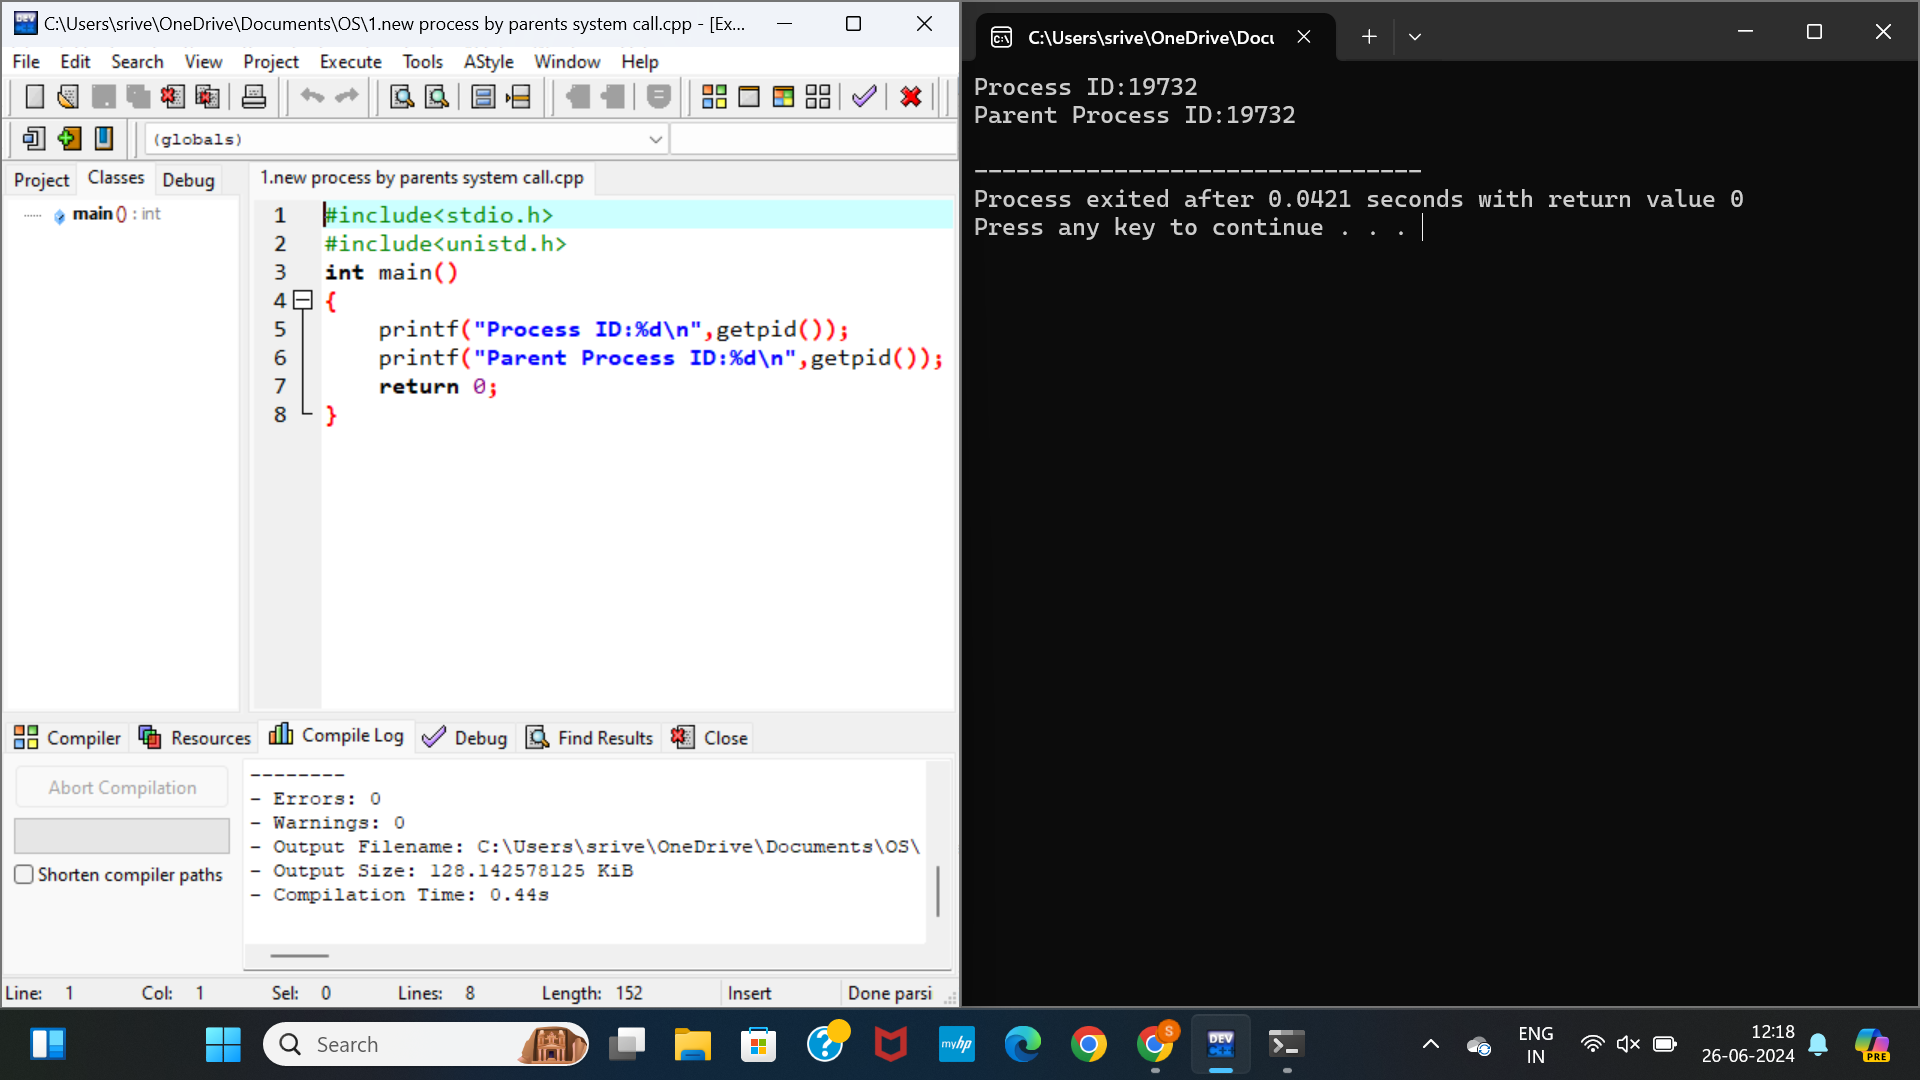 C:\Users\srive\OneDrive\Documents\OS\1.new process by parents system call.cpp - [Ex...
File Edit Search View Project Execute Tools AStyle Window Help
(globals)
Project Classes Debug
main () : int
1.new process by parents system call.cpp
1 #include<stdio.h>
2 #include<unistd.h>
3 int main()
4 {
5 printf("Process ID:%d\n",getpid());
6 printf("Parent Process ID:%d\n",getpid());
7 return 0;
8 }
Compiler Resources Compile Log Debug Find Results Close
Abort Compilation
Shorten compiler paths
--------
- Errors: 0
- Warnings: 0
- Output Filename: C:\Users\srive\OneDrive\Documents\OS\
- Output Size: 128.142578125 KiB
- Compilation Time: 0.44s
Line: 1 Col: 1 Sel: 0 Lines: 8 Length: 152 Insert Done parsi
C:\Users\srive\OneDrive\Docu
Process ID:19732
Parent Process ID:19732
--------------------------------
Process exited after 0.0421 seconds with return value 0
Press any key to continue . . .
Search
myhp
S
DEV
ENG
IN
12:18
26-06-2024
PRE